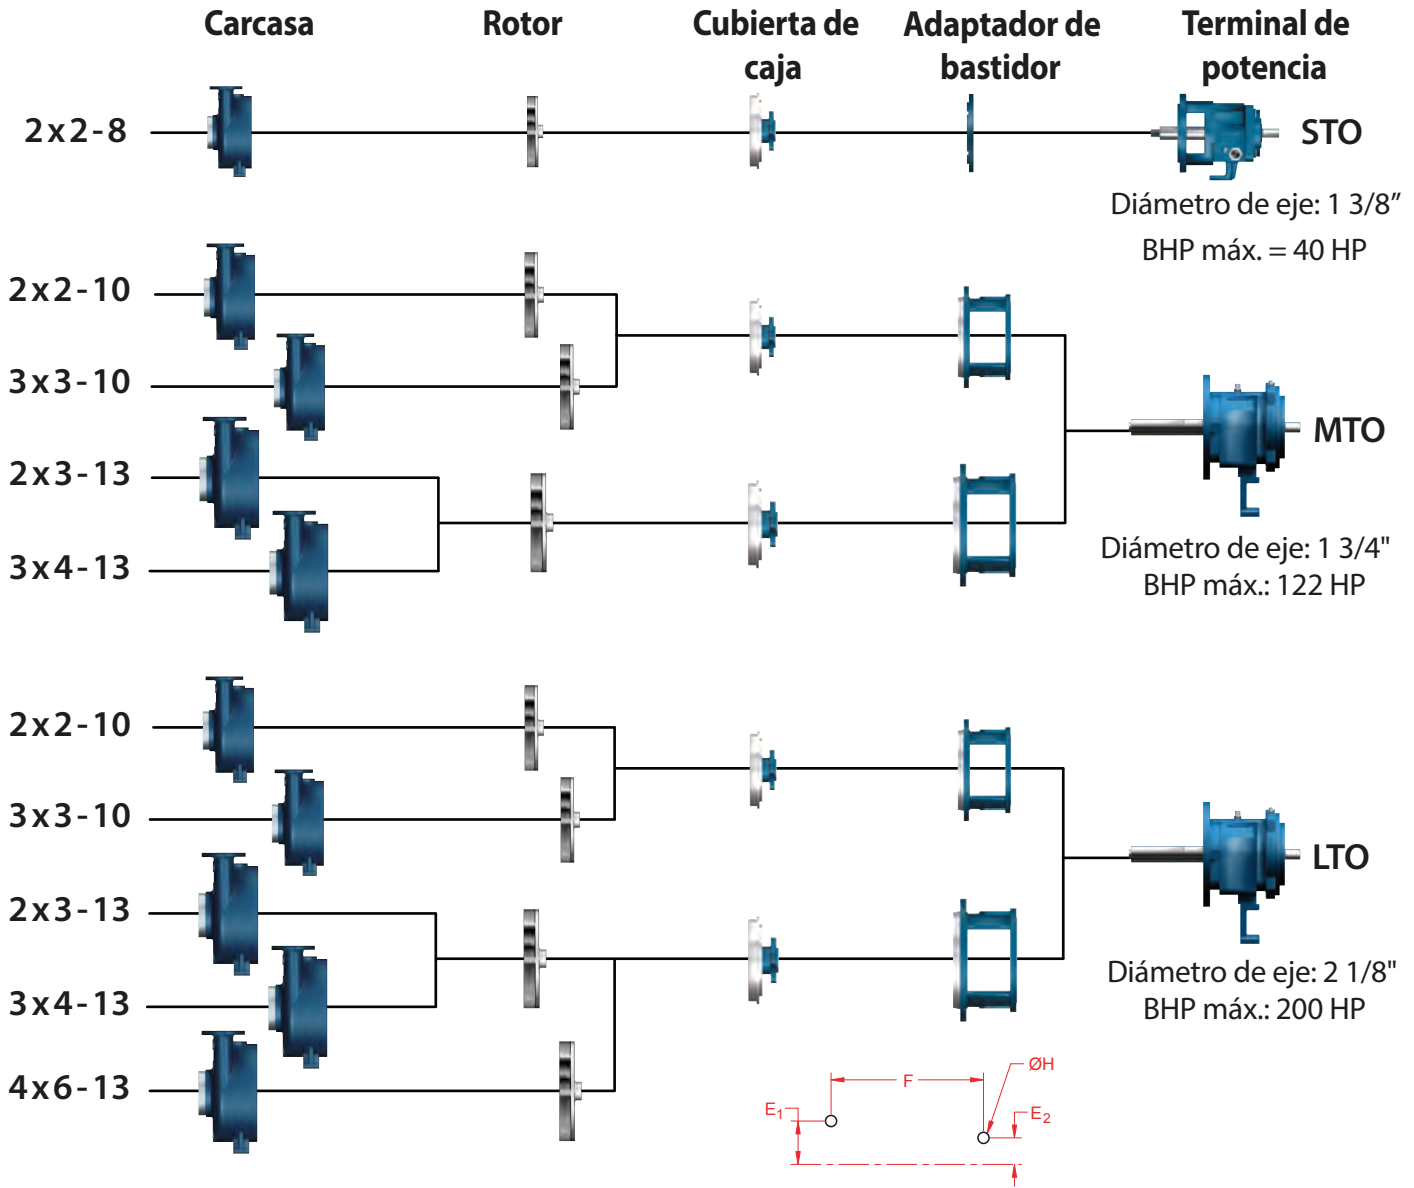 Carcasa
Rotor
Cubierta de
caja
Adaptador de
bastidor
Terminal de
potencia
2x2-8
STO
Diámetro de eje: 1 3/8”
BHP máx. = 40 HP
2x2-10
3x3-10
2x3-13
3x4-13
MTO
Diámetro de eje: 1 3/4"
BHP máx.: 122 HP
2x2-10
3x3-10
2x3-13
3x4-13
4x6-13
LTO
Diámetro de eje: 2 1/8"
BHP máx.: 200 HP
F
ØH
E1
E2